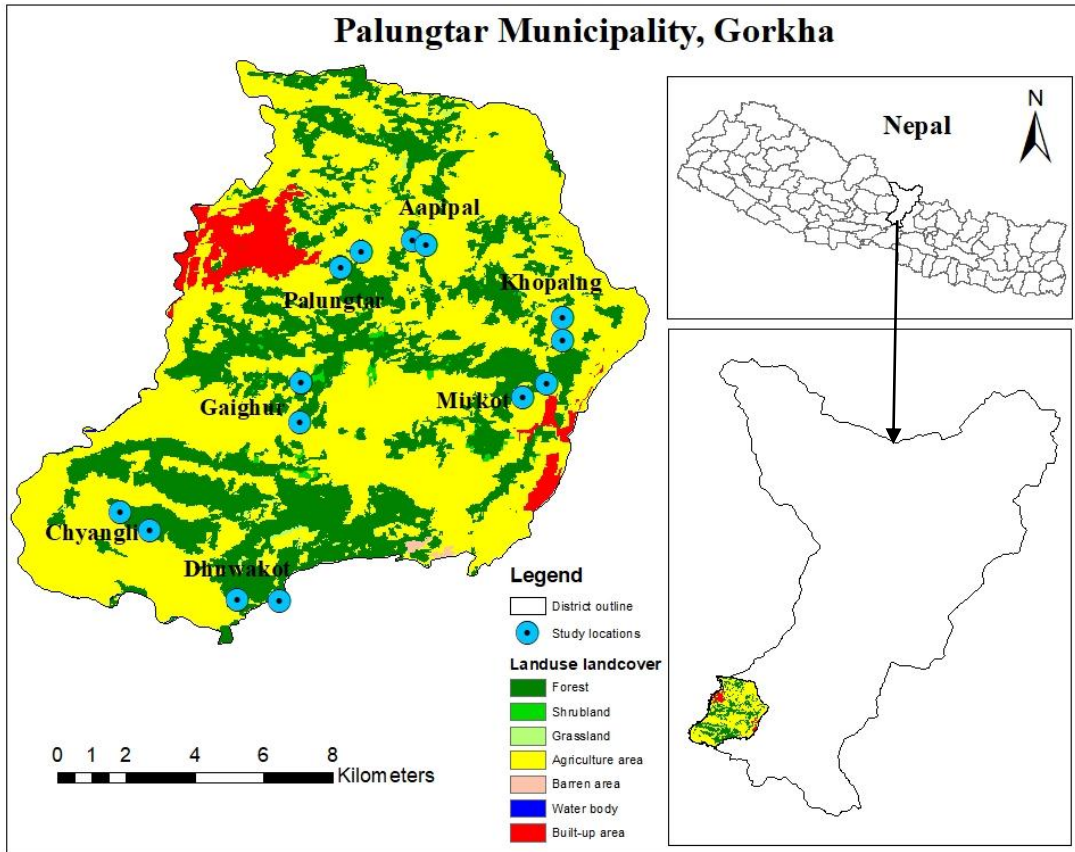 Palungtar Municipality, Gorkha
Nepal
N
Aapipal
Khopalng
Palungtar
Gaighui
Mirkot
Chyangli
Dhuwakot
Legend
District outline
Study locations
Landuse landcover
Forest
Shrubland
Grassland
Agriculture area
Barren area
Water body
Built-up area
0 1 2 4 6 8
Kilometers